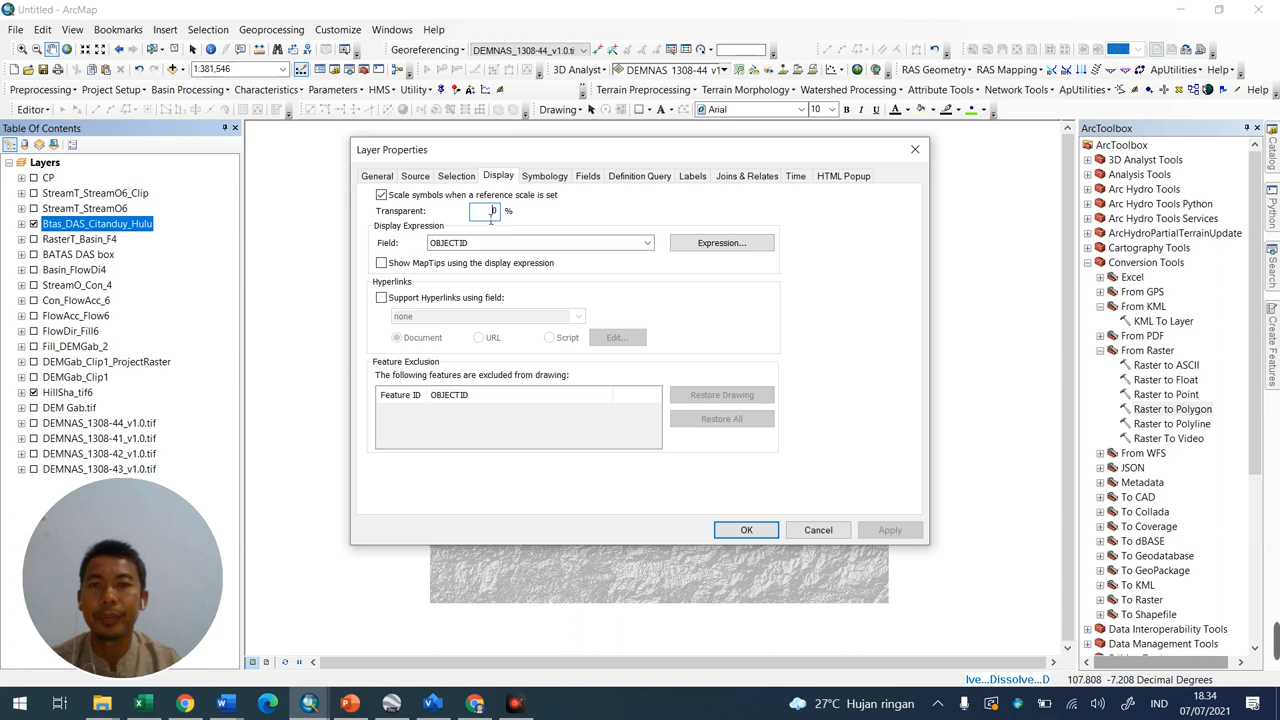 Untitled - ArcMap
File Edit View Bookmarks Insert Selection Geoprocessing Customize Windows Help
Georeferencing DEMNAS_1308-44_v1.0.ti
1:381,546 3D Analyst DEMNAS_1308-44 v1 RAS Geometry RAS Mapping ApUtilities Help
Preprocessing Project Setup Basin Processing Characteristics Parameters HMS Utility Terrain Preprocessing Terrain Morphology Watershed Processing Attribute Tools Network Tools ApUtilities
Editor Drawing Arial 10 B I U A
Table Of Contents
Layers
CP
StreamT_StreamO6_Clip
StreamT_StreamO6
Btas_DAS_Citanduy_Hulu
RasterT_Basin_F4
BATAS DAS box
Basin_FlowDi4
StreamO_Con_4
Con_FlowAcc_6
FlowAcc_Flow6
FlowDir_Fill6
Fill_DEMGab_2
DEMGab_Clip1_ProjectRaster
DEMGab_Clip1
HillSha_tif6
DEM Gab.tif
DEMNAS_1308-44_v1.0.tif
DEMNAS_1308-41_v1.0.tif
DEMNAS_1308-42_v1.0.tif
DEMNAS_1308-43_v1.0.tif
Layer Properties
General Source Selection Display Symbology Fields Definition Query Labels Joins & Relates Time HTML Popup
Scale symbols when a reference scale is set
Transparent: 0 %
Display Expression
Field: OBJECTID Expression...
Show MapTips using the display expression
Hyperlinks
Support Hyperlinks using field:
none
Document URL Script Edit...
Feature Exclusion
The following features are excluded from drawing:
Feature ID OBJECTID
Restore Drawing
Restore All
OK Cancel Apply
ArcToolbox
ArcToolbox
3D Analyst Tools
Analysis Tools
Arc Hydro Tools
Arc Hydro Tools Python
Arc Hydro Tools Services
ArcHydroPartialTerrainUpdate
Cartography Tools
Conversion Tools
Excel
From GPS
From KML
KML To Layer
From PDF
From Raster
Raster to ASCII
Raster to Float
Raster to Point
Raster to Polygon
Raster to Polyline
Raster To Video
From WFS
JSON
Metadata
To CAD
To Collada
To Coverage
To dBASE
To Geodatabase
To GeoPackage
To KML
To Raster
To Shapefile
Data Interoperability Tools
Data Management Tools
Catalog
Search
Create Features
Ive...Dissolve...D 107.808 -7.208 Decimal Degrees
27°C Hujan ringan IND 18.34
07/07/2021